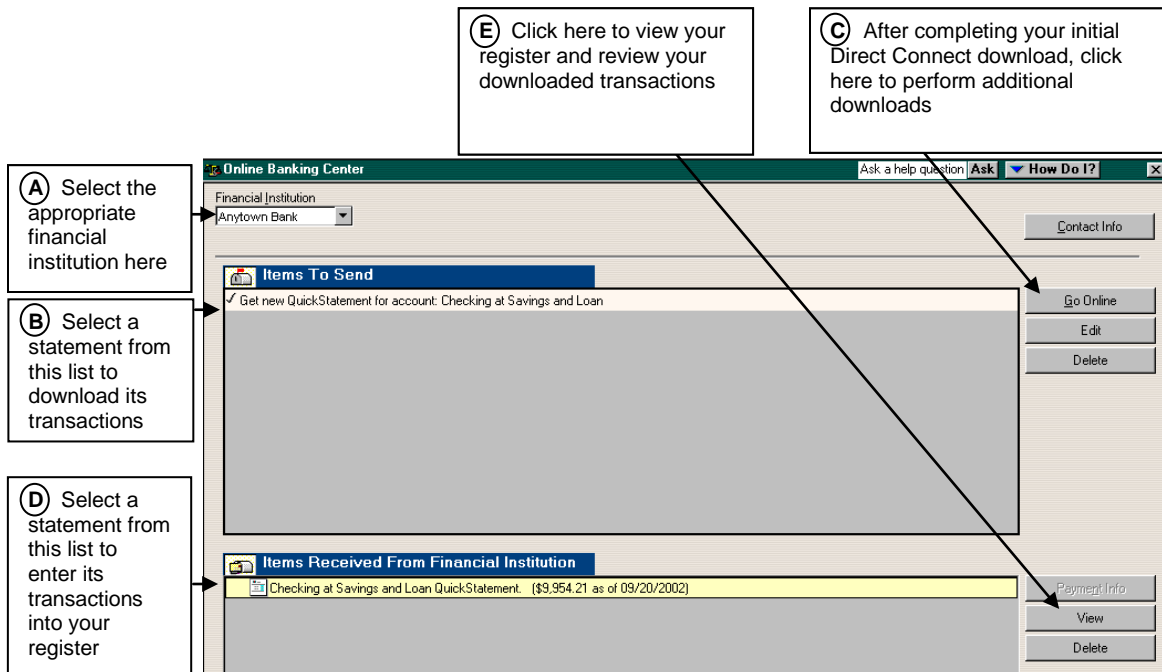 E Click here to view your
register and review your
downloaded transactions
C After completing your initial
Direct Connect download, click
here to perform additional
downloads
A Select the
appropriate
financial
institution here
B Select a
statement from
this list to
download its
transactions
D Select a
statement from
this list to
enter its
transactions
into your
register
Online Banking Center
Ask a help question Ask How Do I?
Financial Institution
Anytown Bank
Contact Info
Items To Send
Get new QuickStatement for account: Checking at Savings and Loan
Go Online
Edit
Delete
Items Received From Financial Institution
Checking at Savings and Loan QuickStatement. ($9,954.21 as of 09/20/2002)
Payment Info
View
Delete